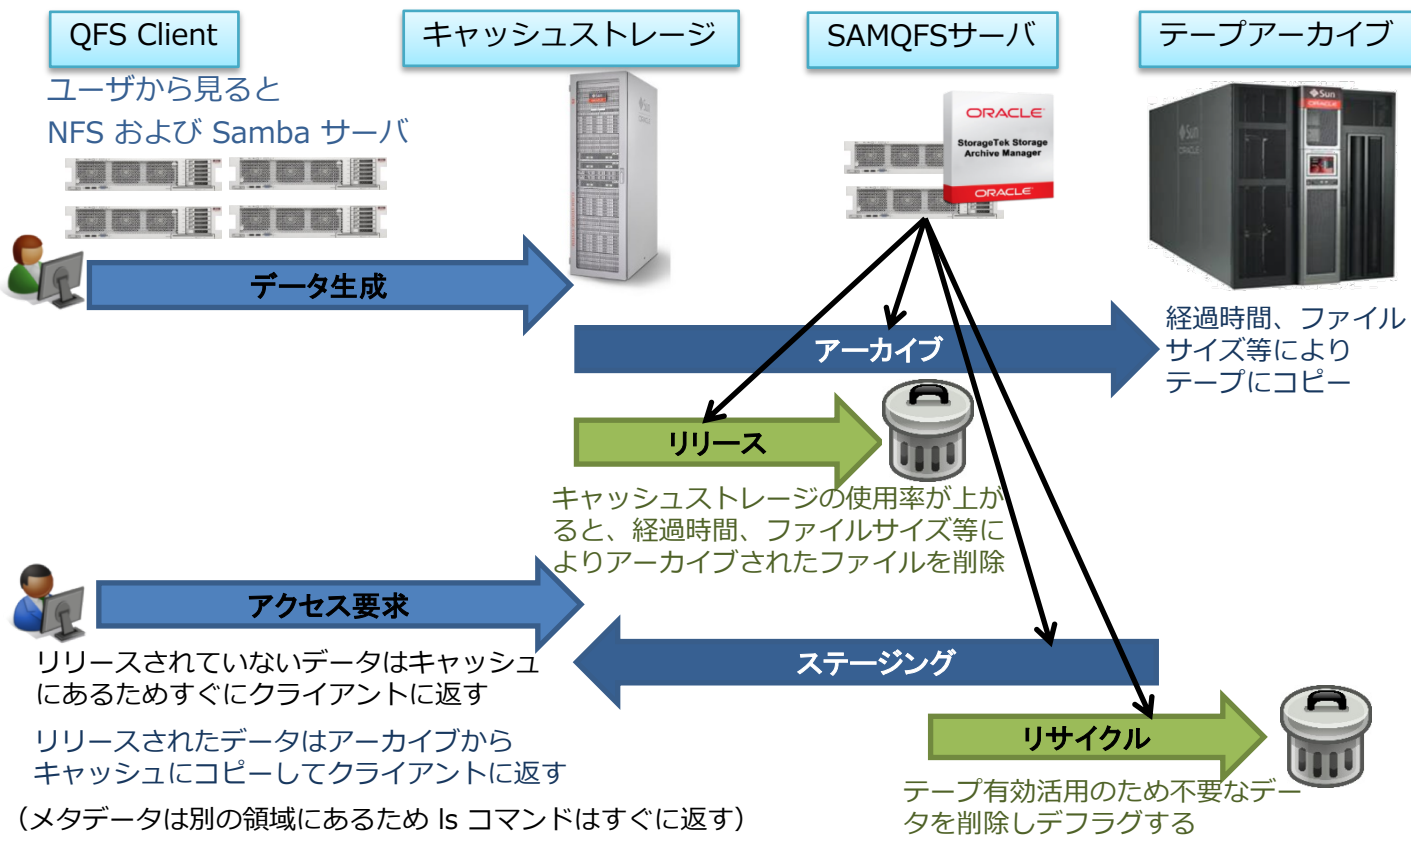 QFS Client
キャッシュストレージ
SAMQFSサーバ
テープアーカイブ
ユーザから見ると
NFS および Samba サーバ
ORACLE
StorageTek Storage
Archive Manager
ORACLE
Sun
ORACLE
Sun
ORACLE
データ生成
アーカイブ
経過時間、ファイル
サイズ等により
テープにコピー
リリース
キャッシュストレージの使用率が上が
ると、経過時間、ファイルサイズ等に
よりアーカイブされたファイルを削除
アクセス要求
リリースされていないデータはキャッシュ
にあるためすぐにクライアントに返す
ステージング
リリースされたデータはアーカイブから
キャッシュにコピーしてクライアントに返す
リサイクル
テープ有効活用のため不要なデー
タを削除しデフラグする
（メタデータは別の領域にあるため ls コマンドはすぐに返す）